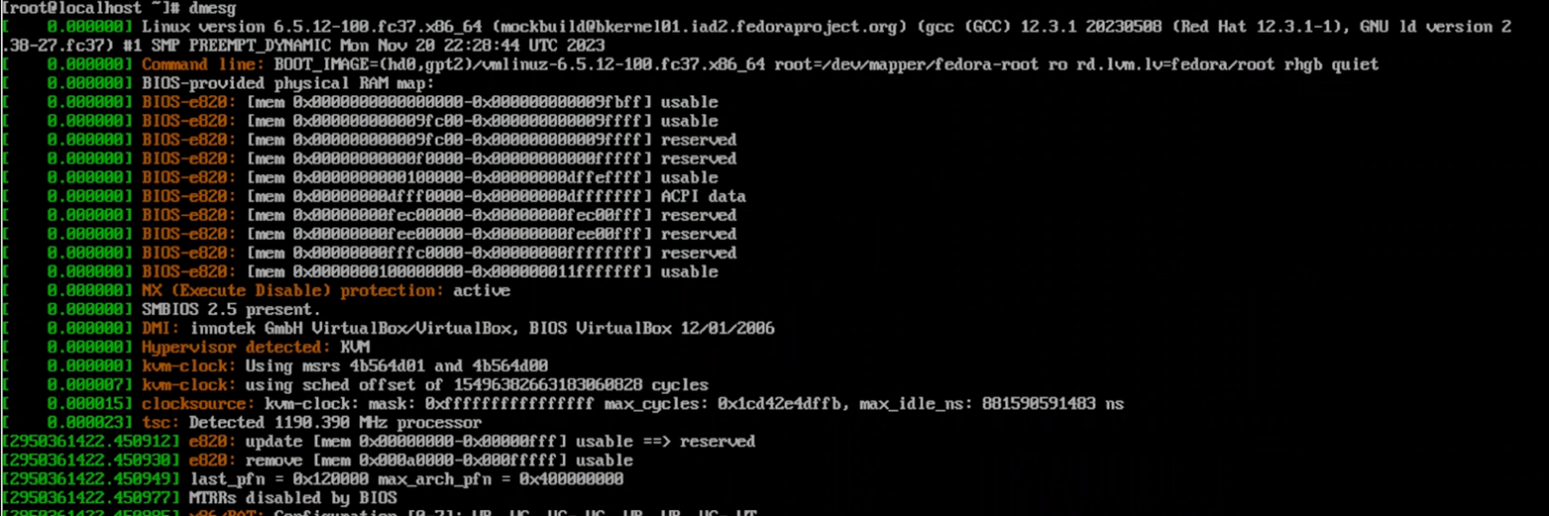 [root@localhost ~]# dmesg
[    0.000000] Linux version 6.5.12-100.fc37.x86_64 (mockbuild@bkernel01.iad2.fedoraproject.org) (gcc (GCC) 12.3.1 20230508 (Red Hat 12.3.1-1), GNU ld version 2
.38-27.fc37) #1 SMP PREEMPT_DYNAMIC Mon Nov 20 22:28:44 UTC 2023
[    0.000000] Command line: BOOT_IMAGE=(hd0,gpt2)/vmlinuz-6.5.12-100.fc37.x86_64 root=/dev/mapper/fedora-root ro rd.lvm.lv=fedora/root rhgb quiet
[    0.000000] BIOS-provided physical RAM map:
[    0.000000] BIOS-e820: [mem 0x0000000000000000-0x000000000009fbff] usable
[    0.000000] BIOS-e820: [mem 0x000000000009fc00-0x000000000009ffff] usable
[    0.000000] BIOS-e820: [mem 0x000000000009fc00-0x000000000009ffff] reserved
[    0.000000] BIOS-e820: [mem 0x00000000000f0000-0x00000000000fffff] reserved
[    0.000000] BIOS-e820: [mem 0x0000000000100000-0x00000000dffeffff] usable
[    0.000000] BIOS-e820: [mem 0x00000000dfff0000-0x00000000dfffffff] ACPI data
[    0.000000] BIOS-e820: [mem 0x00000000fec00000-0x00000000fec00fff] reserved
[    0.000000] BIOS-e820: [mem 0x00000000fee00000-0x00000000fee00fff] reserved
[    0.000000] BIOS-e820: [mem 0x00000000fffc0000-0x00000000ffffffff] reserved
[    0.000000] BIOS-e820: [mem 0x0000000100000000-0x000000011fffffff] usable
[    0.000000] NX (Execute Disable) protection: active
[    0.000000] SMBIOS 2.5 present.
[    0.000000] DMI: innotek GmbH VirtualBox/VirtualBox, BIOS VirtualBox 12/01/2006
[    0.000000] Hypervisor detected: KVM
[    0.000000] kvm-clock: Using msrs 4b564d01 and 4b564d00
[    0.000007] kvm-clock: using sched offset of 15496382663183060828 cycles
[    0.000015] clocksource: kvm-clock: mask: 0xffffffffffffffff max_cycles: 0x1cd42e4dffb, max_idle_ns: 881590591483 ns
[    0.000023] tsc: Detected 1190.390 MHz processor
[2950361422.450912] e820: update [mem 0x00000000-0x00000fff] usable ==> reserved
[2950361422.450930] e820: remove [mem 0x000a0000-0x000fffff] usable
[2950361422.450949] last_pfn = 0x120000 max_arch_pfn = 0x400000000
[2950361422.450977] MTRRs disabled by BIOS